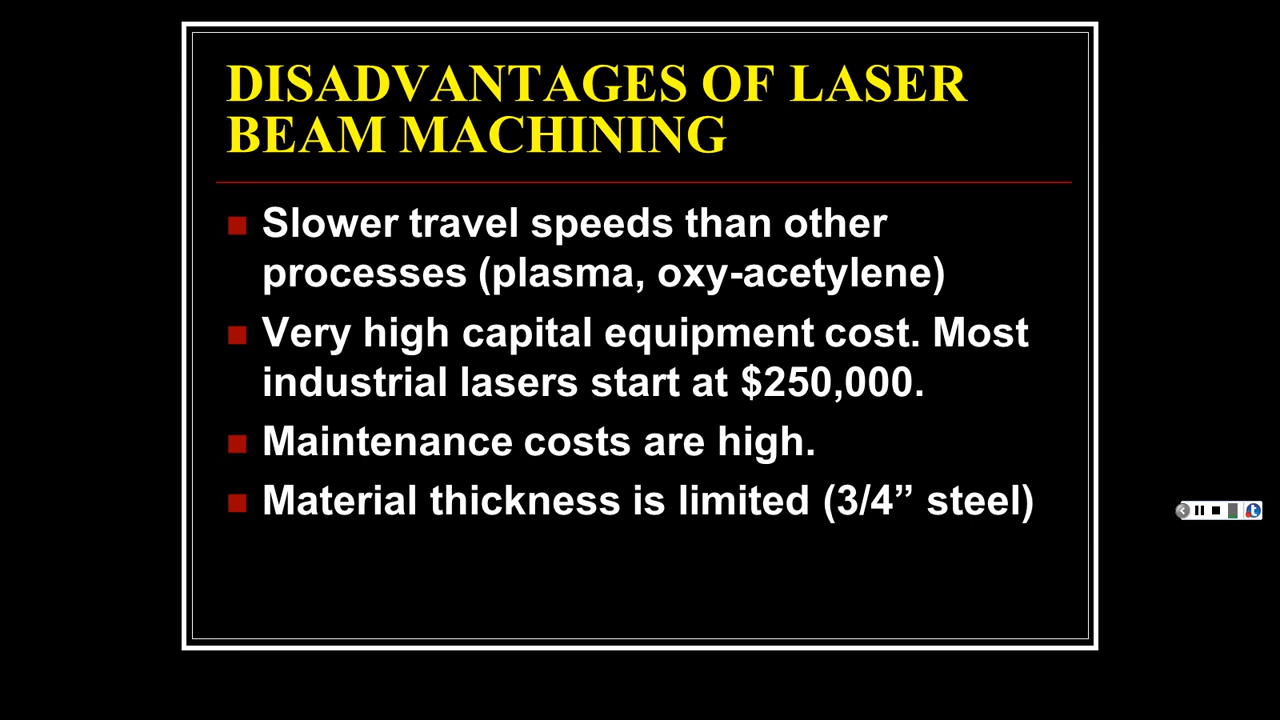 DISADVANTAGES OF LASER
BEAM MACHINING
Slower travel speeds than other
processes (plasma, oxy-acetylene)
Very high capital equipment cost. Most
industrial lasers start at $250,000.
Maintenance costs are high.
Material thickness is limited (3/4” steel)
t